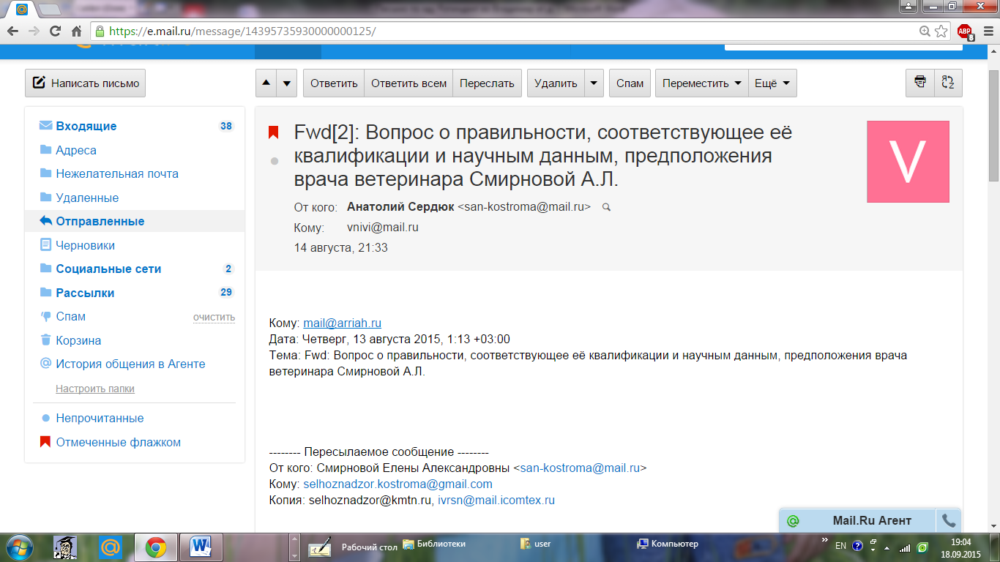 https://e.mail.ru/message/14395735930000000125/
ABP
8
Написать письмо
Ответить
Ответить всем
Переслать
Удалить
Спам
Переместить
Ещё
Входящие 38
Адреса
Нежелательная почта
Удаленные
Отправленные
Черновики
Социальные сети 2
Рассылки 29
Спам очистить
Корзина
История общения в Агенте
Настроить папки
Непрочитанные
Отмеченные флажком
Fwd[2]: Вопрос о правильности, соответствующее её
квалификации и научным данным, предположения
врача ветеринара Смирновой А.Л.
V
От кого: Анатолий Сердюк <san-kostroma@mail.ru>
Кому: vnivi@mail.ru
14 августа, 21:33
Кому: mail@arriah.ru
Дата: Четверг, 13 августа 2015, 1:13 +03:00
Тема: Fwd: Вопрос о правильности, соответствующее её квалификации и научным данным, предположения врача
ветеринара Смирновой А.Л.
-------- Пересылаемое сообщение --------
От кого: Смирновой Елены Александровны <san-kostroma@mail.ru>
Кому: selhoznadzor.kostroma@gmail.com
Копия: selhoznadzor@kmtn.ru, ivrsn@mail.icomtex.ru
Mail.Ru Агент
Рабочий стол
Библиотеки
user
Компьютер
EN
19:04
18.09.2015